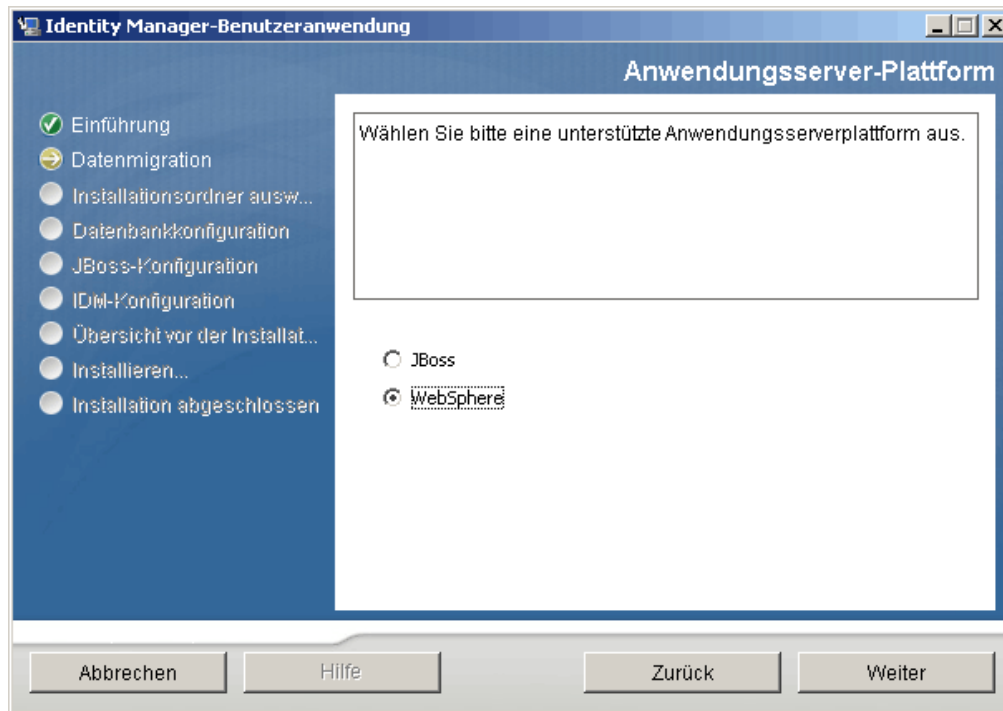 Identity Manager-Benutzeranwendung
Anwendungsserver-Plattform
Einführung
Datenmigration
Installationsordner ausw...
Datenbankkonfiguration
JBoss-Konfiguration
IDM-Konfiguration
Übersicht vor der Installat...
Installieren...
Installation abgeschlossen
Wählen Sie bitte eine unterstützte Anwendungsserverplattform aus.
JBoss
WebSphere
Abbrechen
Hilfe
Zurück
Weiter